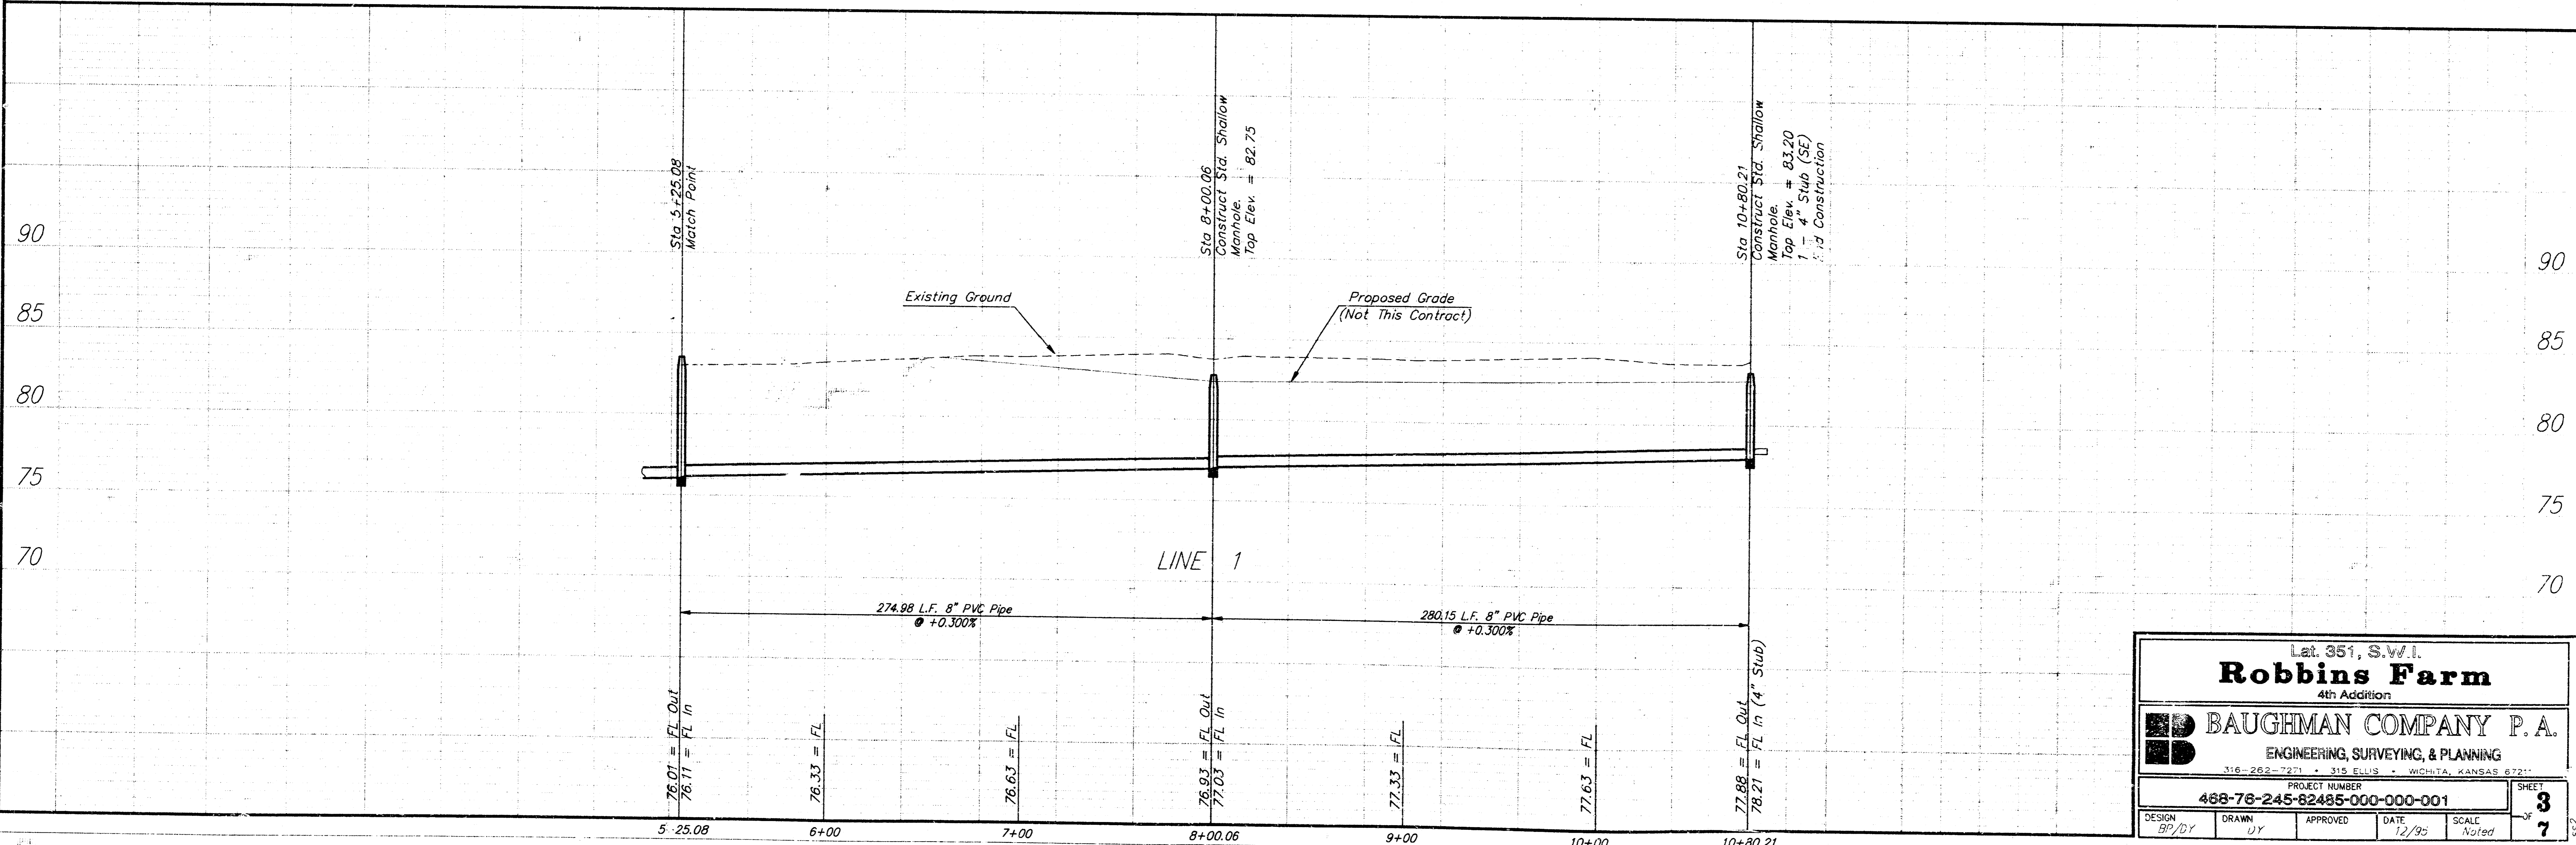 Sta 5+25.08
Match Point
Sta 8+00.06
Construct Std. Shallow
Manhole.
Top Elev. = 82.75
Sta 10+80.21
Construct Std. Shallow
Manhole.
Top Elev. = 83.20
1 - 4" Stub (SE)
Construction
90
85
80
75
70
90
85
80
75
70
Existing Ground
Proposed Grade
(Not This Contract)
LINE 1
274.98 L.F. 8" PVC Pipe
@ +0.300%
280.15 L.F. 8" PVC Pipe
@ +0.300%
76.01 = FL Out
76.11 = FL In
76.33 = FL
76.63 = FL
76.93 = FL Out
77.03 = FL In
77.33 = FL
77.63 = FL
77.88 = FL Out
78.21 = FL In (4" Stub)
5 25.08
6+00
7+00
8+00.06
9+00
10+00
10+80.21
Lat. 351, S.W.I.
Robbins Farm
4th Addition
BAUGHMAN COMPANY P.A.
ENGINEERING, SURVEYING, & PLANNING
316-262-7271 • 315 ELLIS • WICHITA, KANSAS
PROJECT NUMBER
468-76-245-82485-000-000-001
SHEET
3
OF
7
DESIGN
BP/DY
DRAWN
DY
APPROVED
DATE
12/95
SCALE
Noted